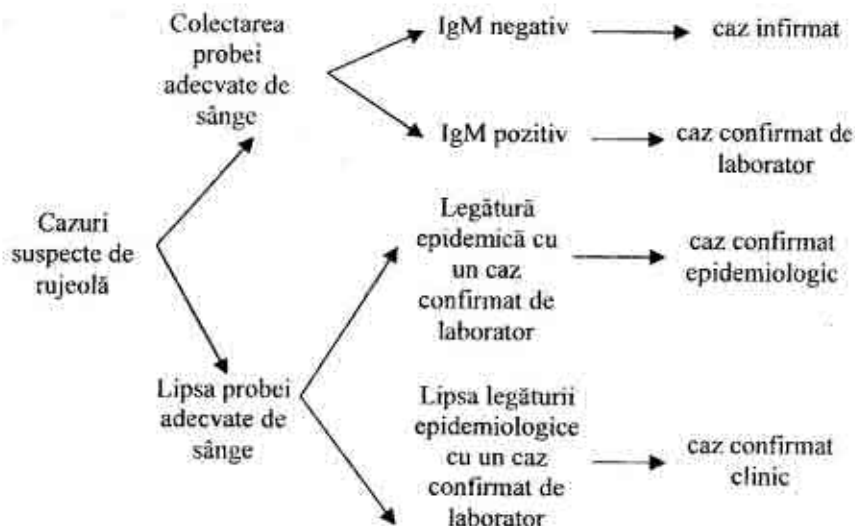 Colectarea
probei
adecvate de
sânge
IgM negativ
caz infirmat
IgM pozitiv
caz confirmat de
laborator
Cazuri
suspecte de
rujeolă
Legătură
epidemică cu
un caz
confirmat de
laborator
caz confirmat
epidemiologic
Lipsa probei
adecvate de
sânge
Lipsa legăturii
epidemiologice
cu un caz
confirmat de
laborator
caz confirmat
clinic